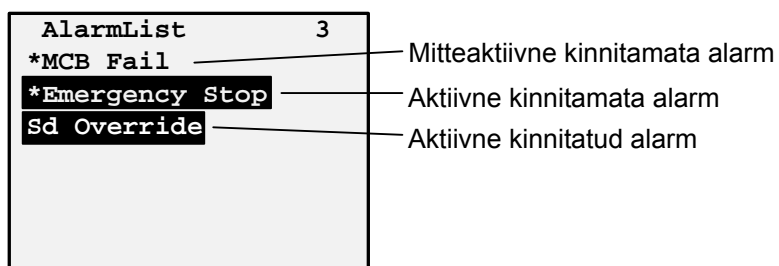 AlarmList 3
*MCB Fail
Mitteaktiivne kinnitamata alarm
*Emergency Stop
Aktiivne kinnitamata alarm
Sd Override
Aktiivne kinnitatud alarm